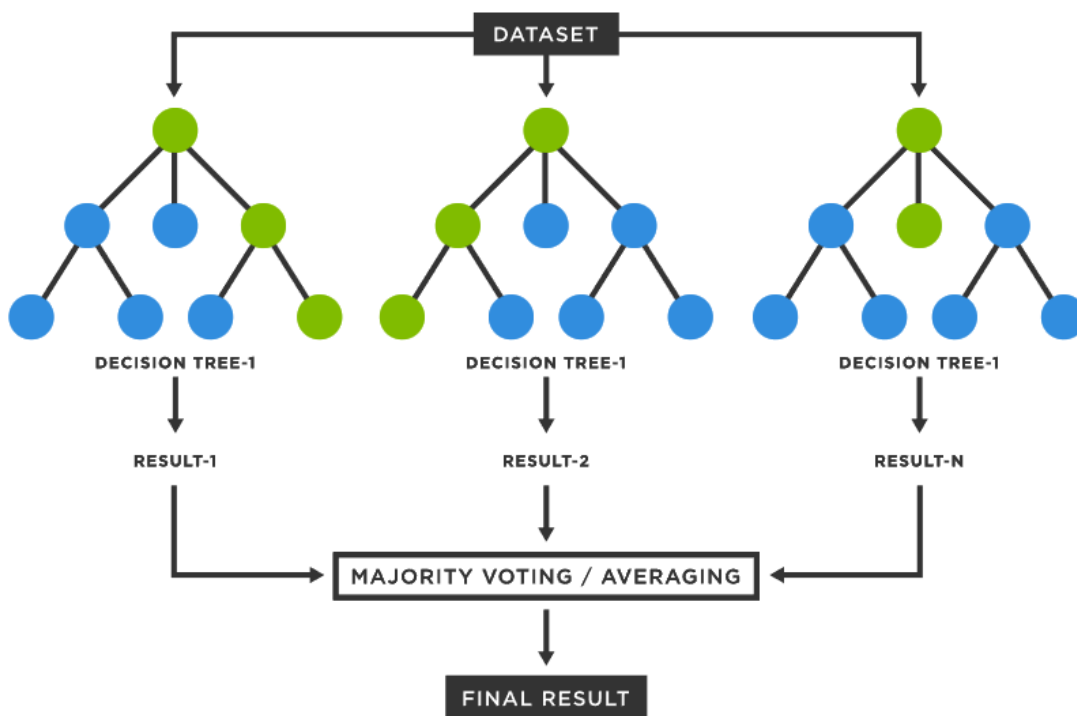 DATASET
DECISION TREE-1
DECISION TREE-1
DECISION TREE-1
RESULT-1
RESULT-2
RESULT-N
MAJORITY VOTING / AVERAGING
FINAL RESULT